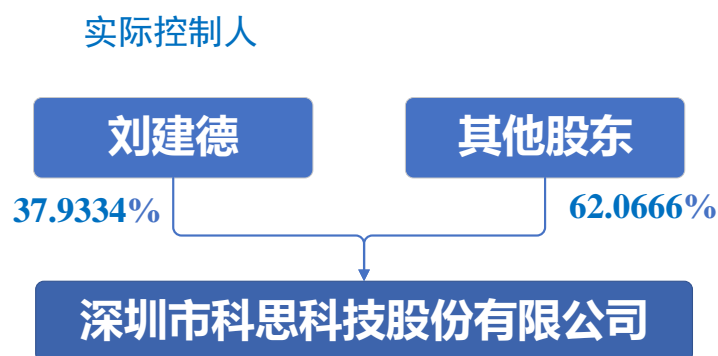 实际控制人
刘建德
其他股东
37.9334%
62.0666%
深圳市科思科技股份有限公司